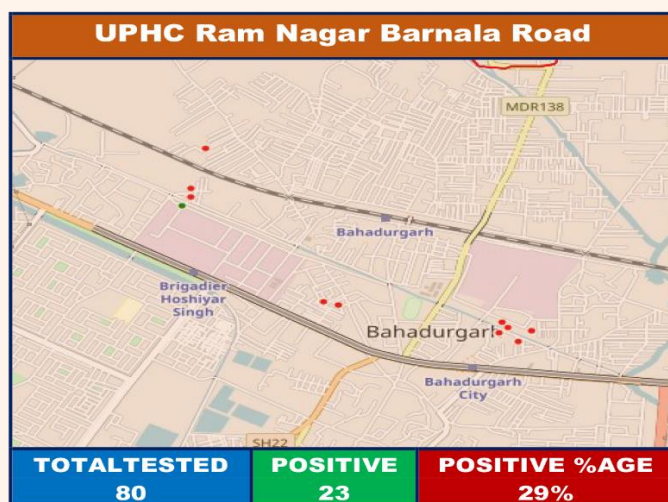 UPHC Ram Nagar Barnala Road
MDR138
Bahadurgarh
Brigadier
Hoshiyar
Singh
Bahadurgarh
Bahadurgarh
City
SH22
TOTALTESTED
80
POSITIVE
23
POSITIVE %AGE
29%